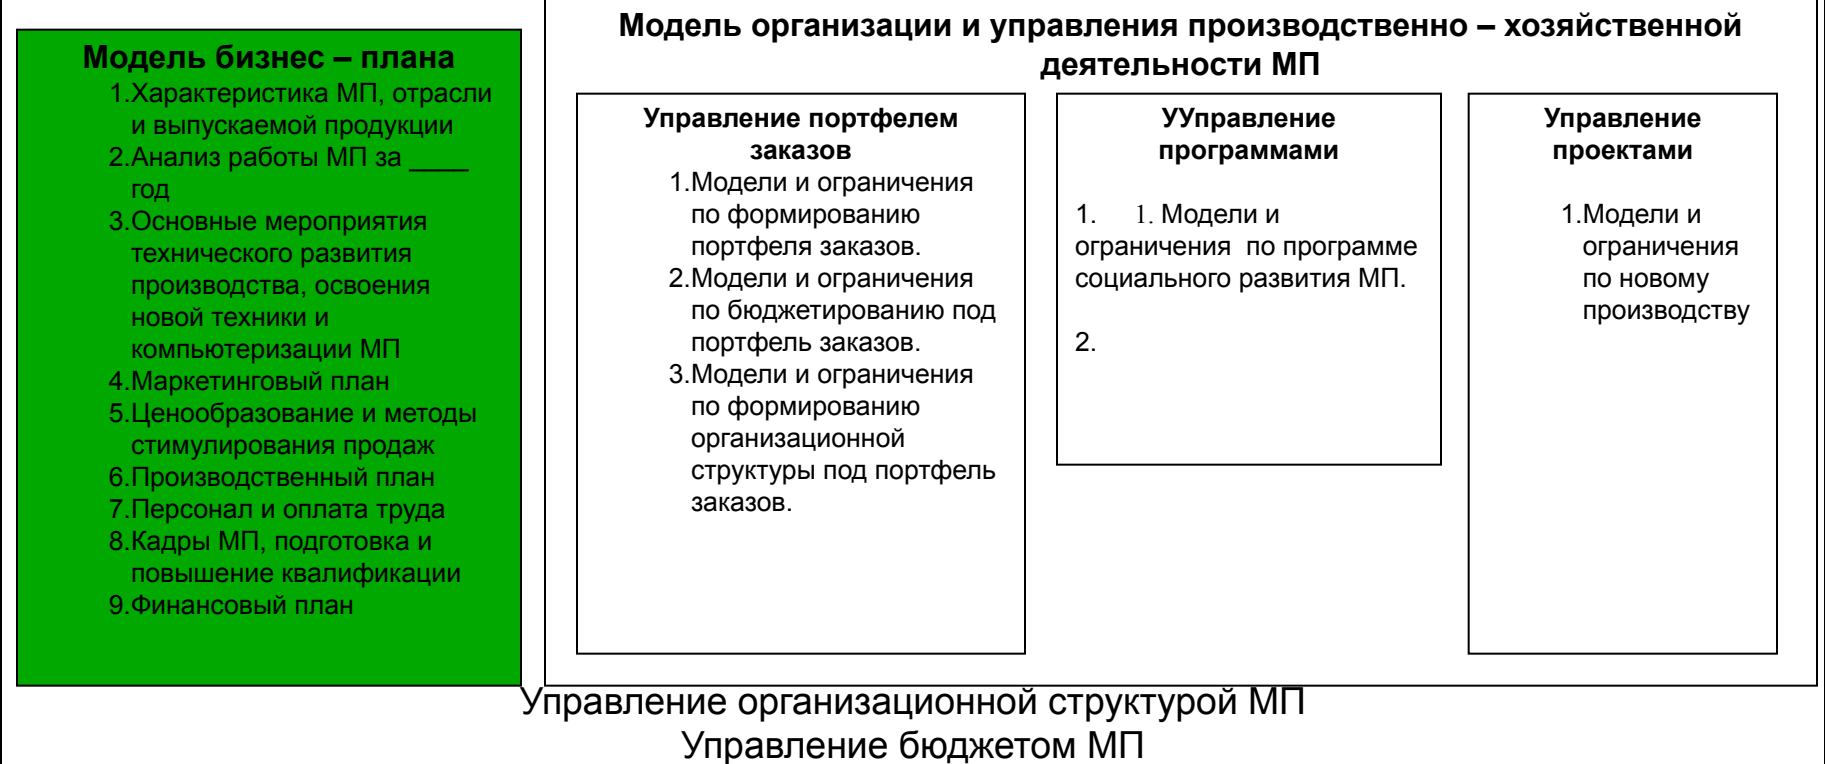 Модель бизнес – плана
1.Характеристика МП, отрасли
и выпускаемой продукции
2.Анализ работы МП за ____
год
3.Основные мероприятия
технического развития
производства, освоения
новой техники и
компьютеризации МП
4.Маркетинговый план
5.Ценообразование и методы
стимулирования продаж
6.Производственный план
7.Персонал и оплата труда
8.Кадры МП, подготовка и
повышение квалификации
9.Финансовый план
Модель организации и управления производственно – хозяйственной
деятельности МП
Управление портфелем
заказов
1.Модели и ограничения
по формированию
портфеля заказов.
2.Модели и ограничения
по бюджетированию под
портфель заказов.
3.Модели и ограничения
по формированию
организационной
структуры под портфель
заказов.
УУправление
программами
1. 1. Модели и
ограничения по программе
социального развития МП.
2.
Управление
проектами
1.Модели и
ограничения
по новому
производству
Управление организационной структурой МП
Управление бюджетом МП